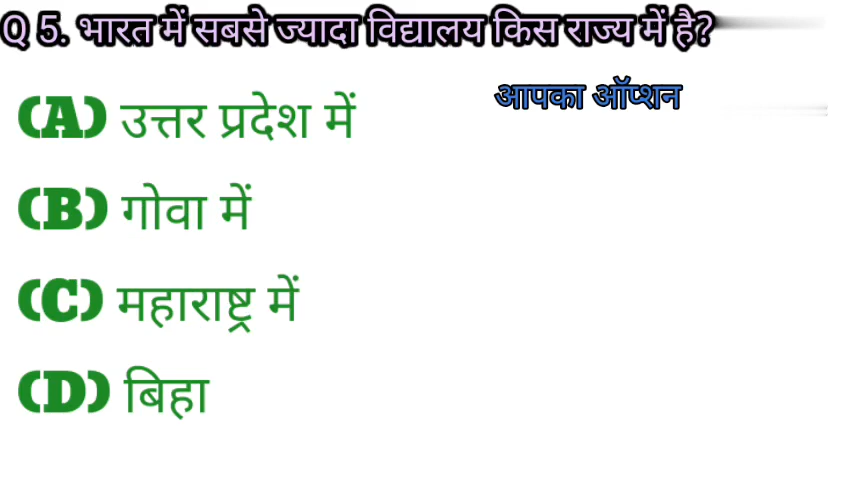 Q 5. भारत में सबसे ज्यादा विद्यालय किस राज्य में है?
आपका ऑप्शन
(A) उत्तर प्रदेश में
(B) गोवा में
(C) महाराष्ट्र में
(D) बिहा